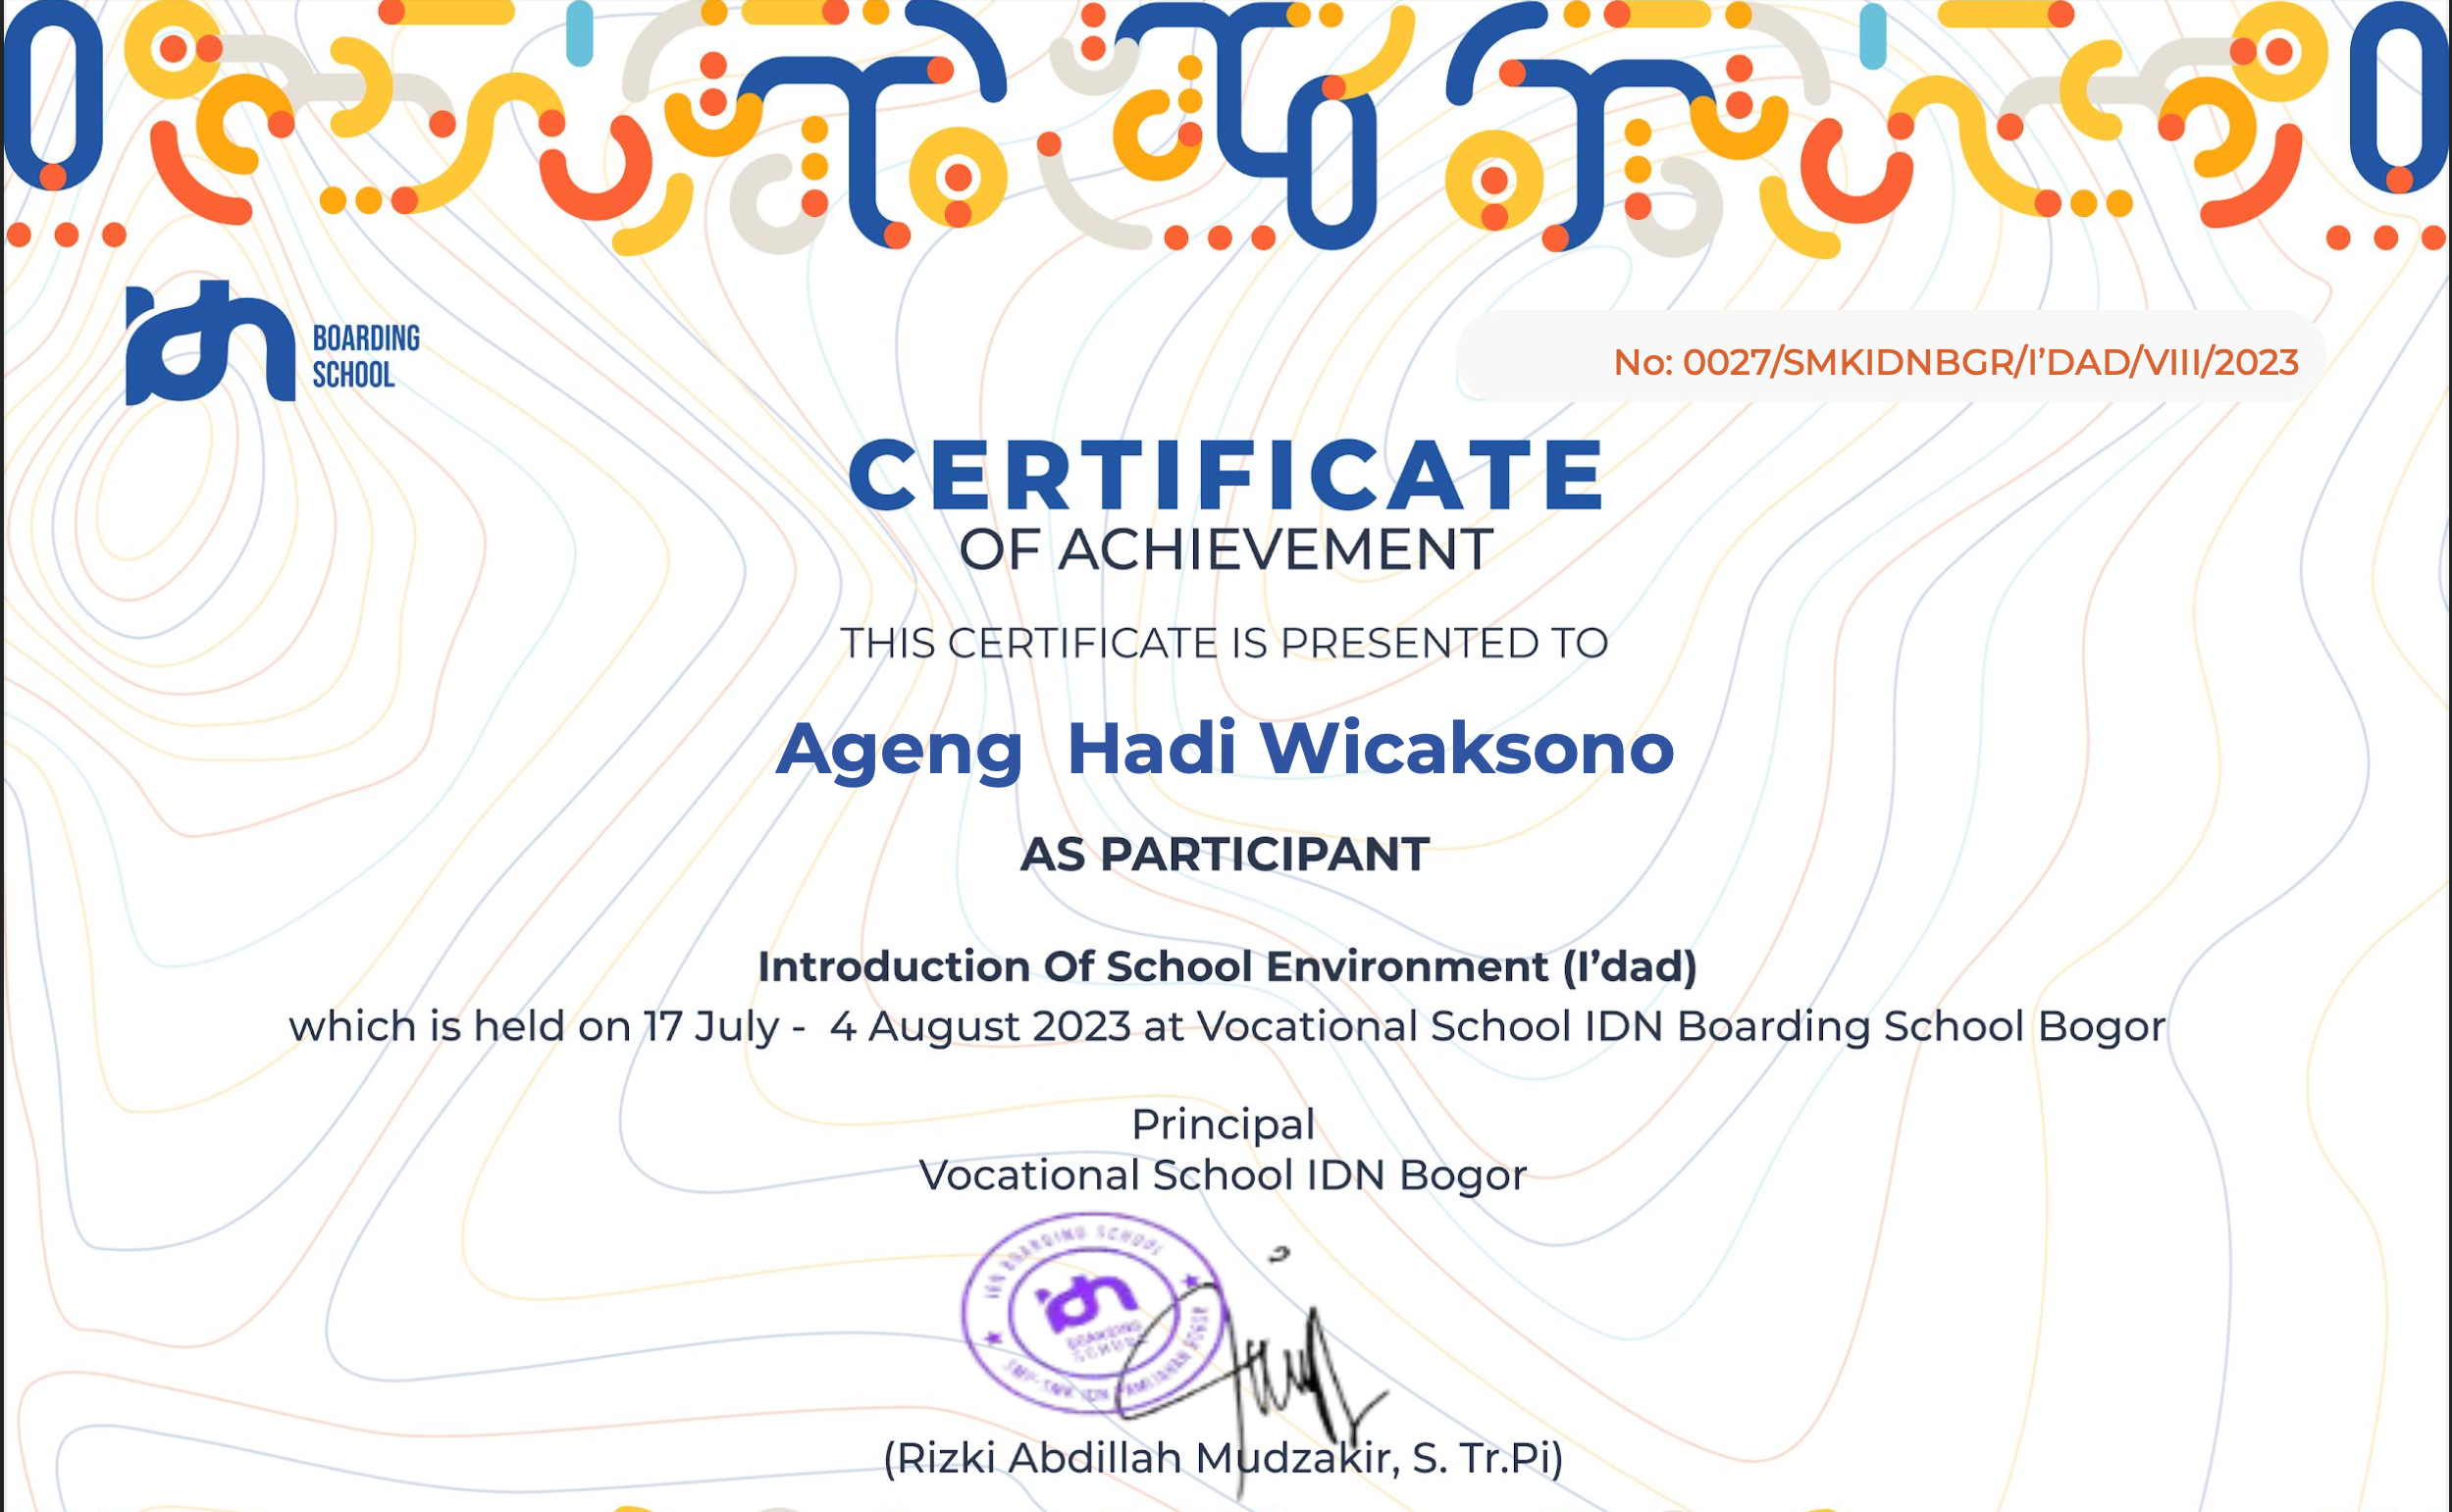 idn
BOARDING
SCHOOL
No: 0027/SMKIDNBGR/I’DAD/VIII/2023
CERTIFICATE
OF ACHIEVEMENT
THIS CERTIFICATE IS PRESENTED TO
Ageng  Hadi Wicaksono
AS PARTICIPANT
Introduction Of School Environment (I’dad)
which is held on 17 July -  4 August 2023 at Vocational School IDN Boarding School Bogor
Principal
Vocational School IDN Bogor
IDN BOARDING SCHOOL
idn
BOARDING
SCHOOL
SMP-SMK IDN PAMIJAHAN BOGOR
(Rizki Abdillah Mudzakir, S. Tr.Pi)